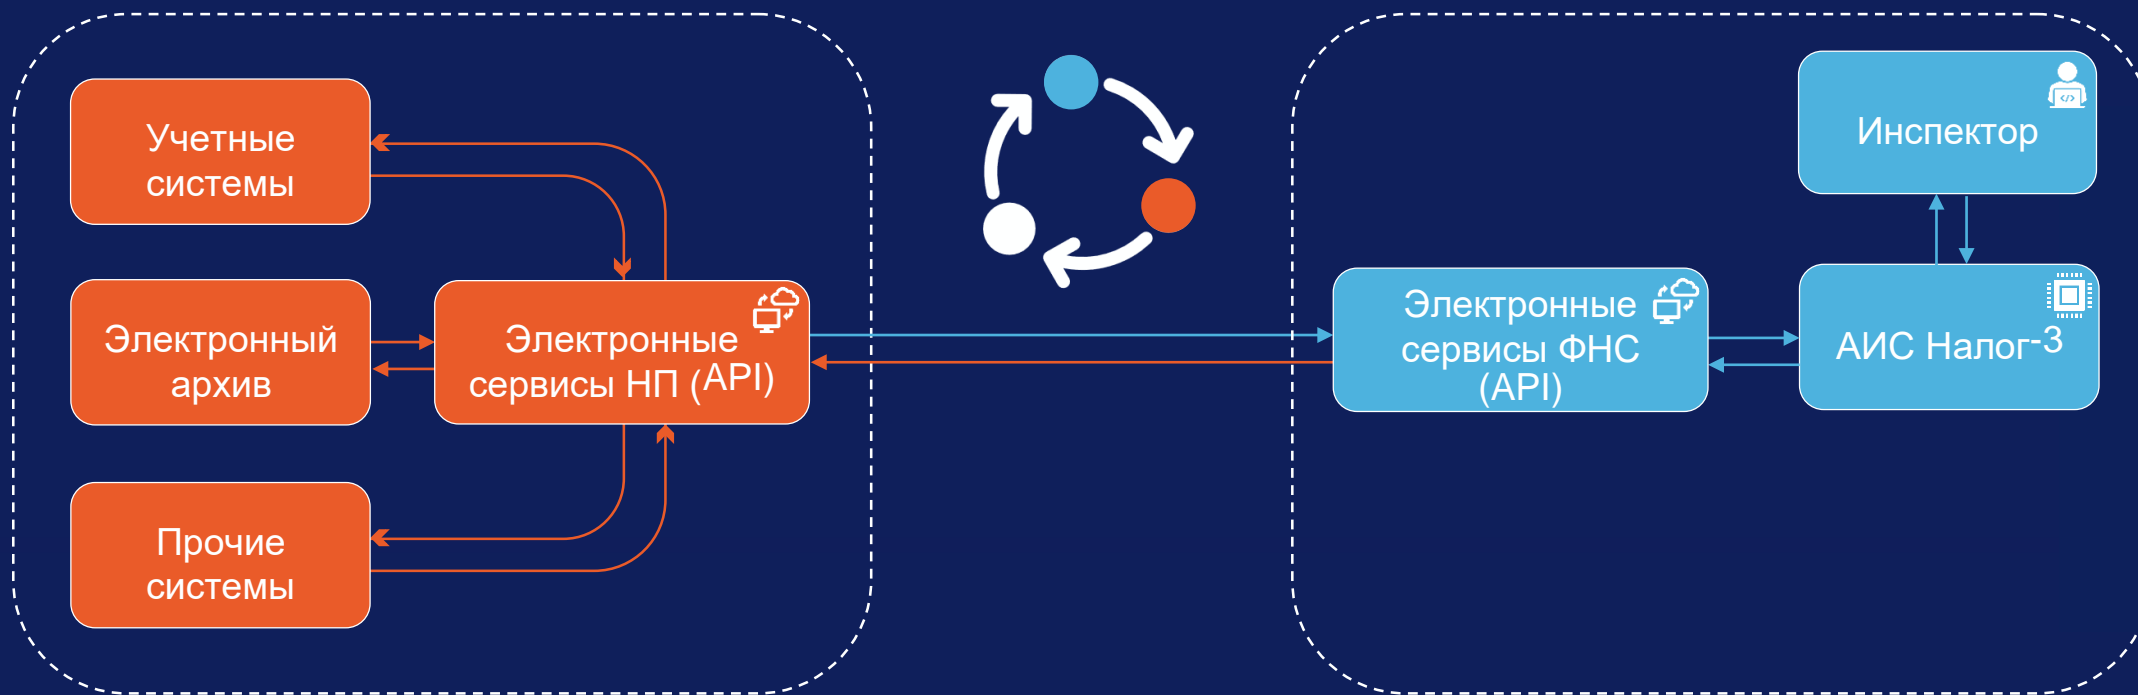 Учетные
системы
Электронный
архив
Прочие
системы
Электронные
сервисы НП (API)
Электронные
сервисы ФНС
(API)
Инспектор
</>
АИС Налог-3